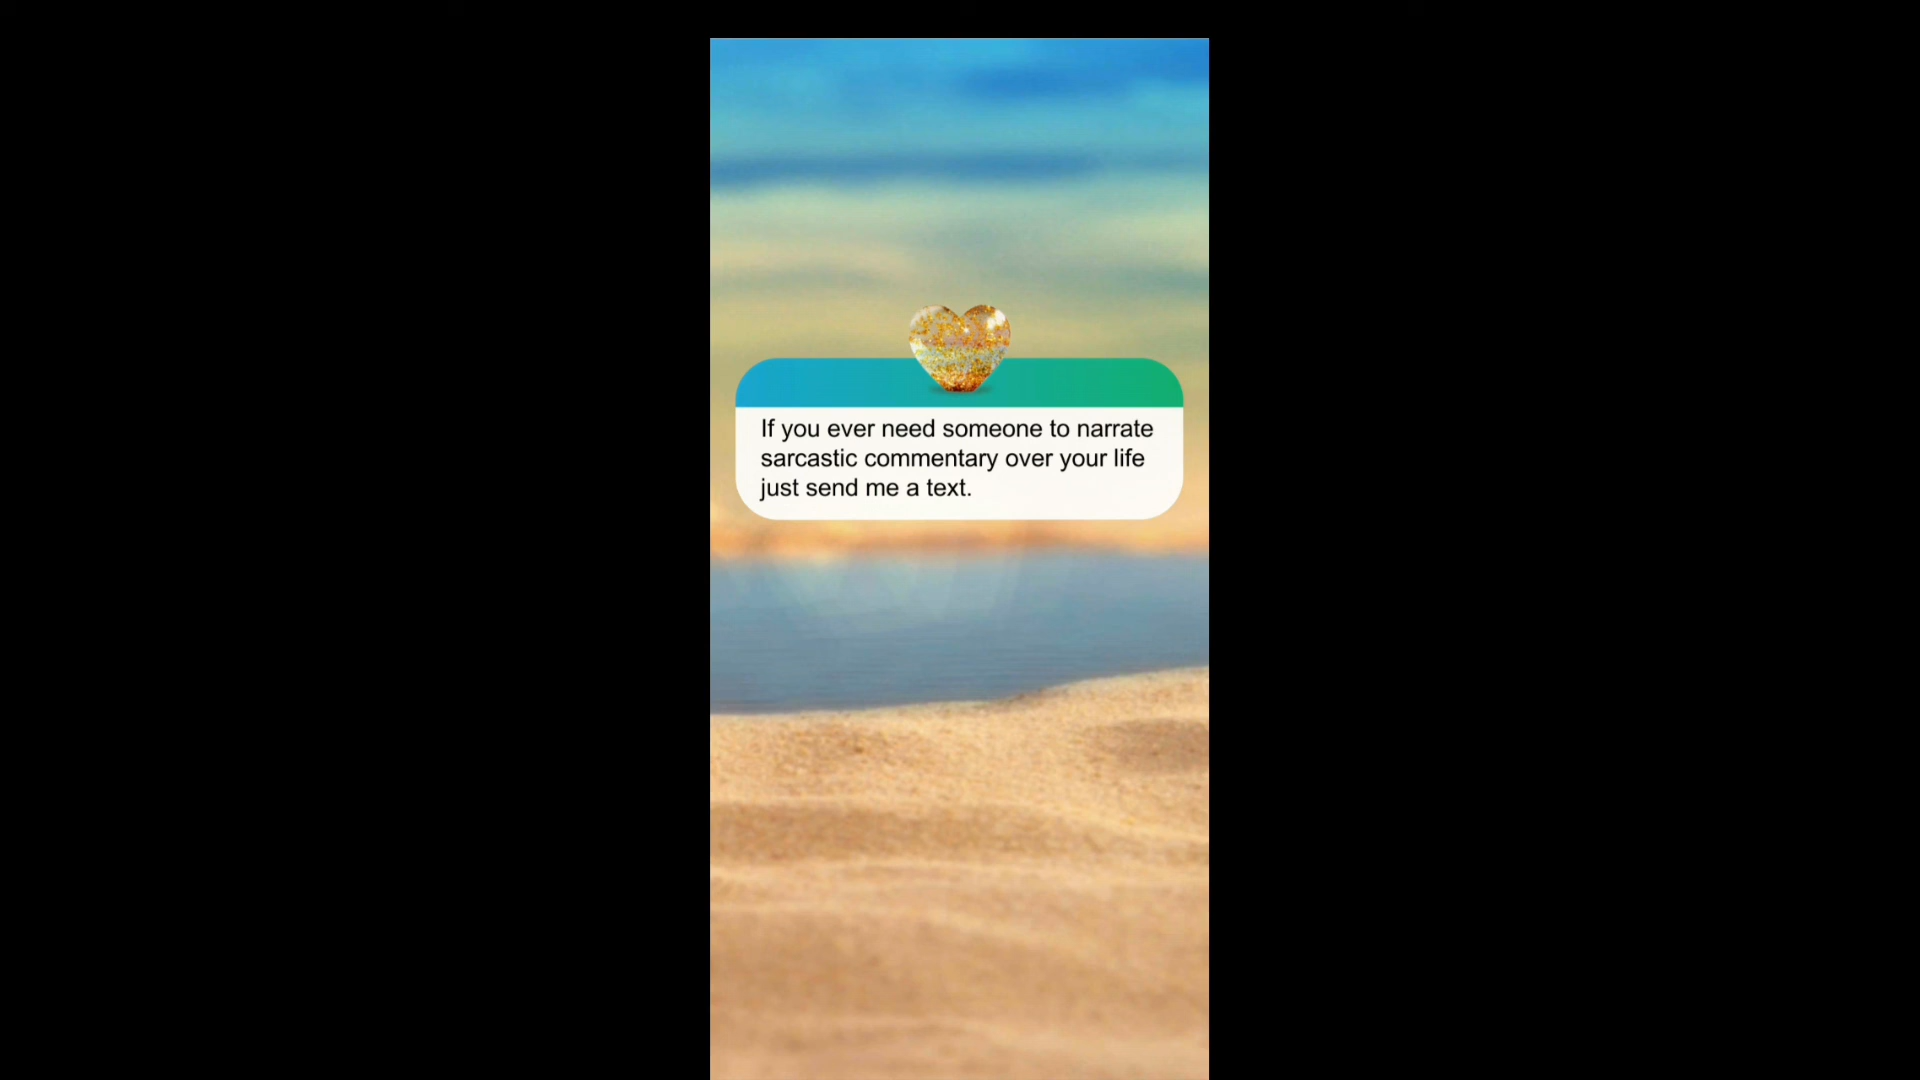 If you ever need someone to narrate
sarcastic commentary over your life
just send me a text.